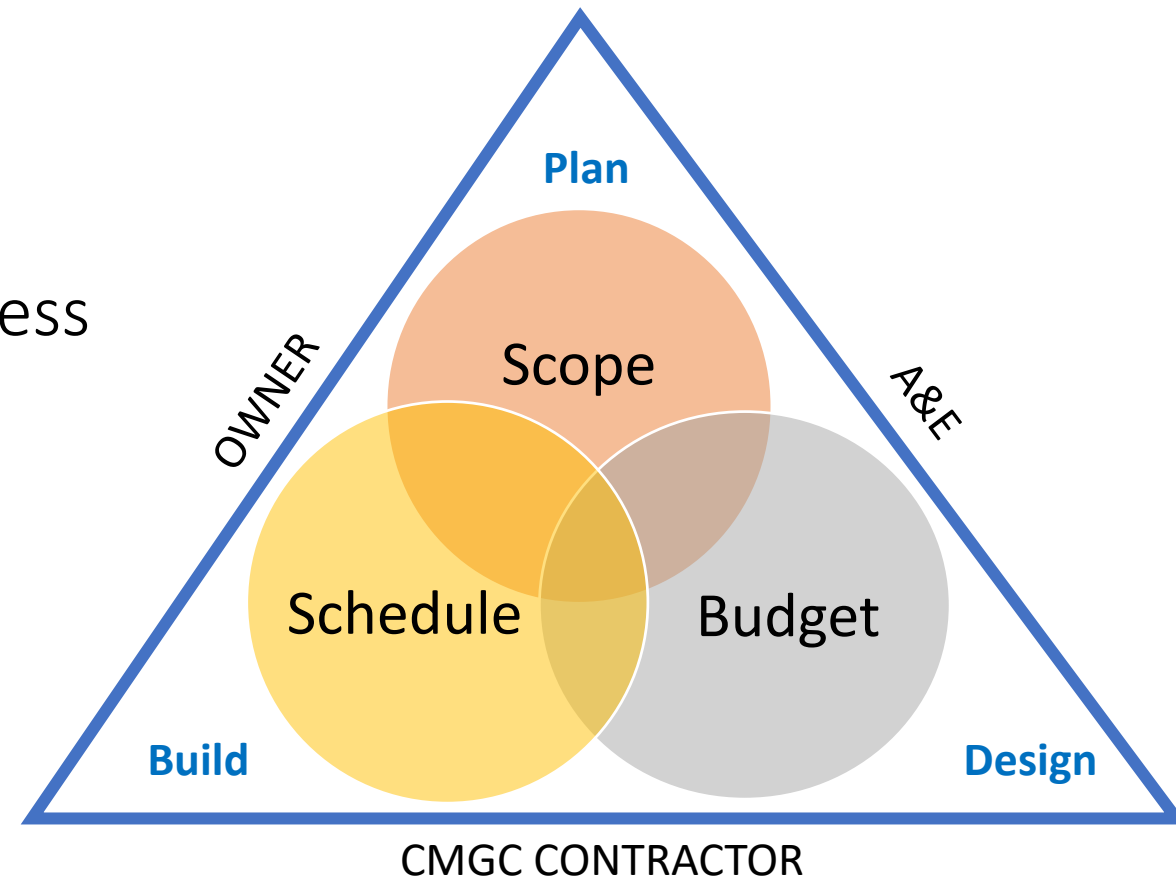 Plan
ess
Scope
OWNER
A&E
Schedule
Budget
Build
Design
CMGC CONTRACTOR